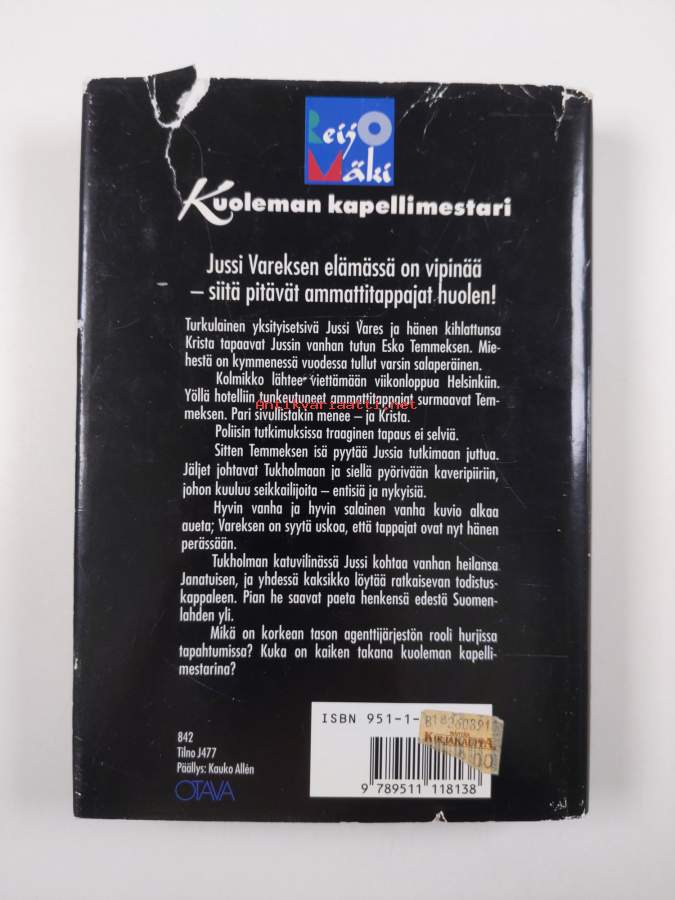 Reijo
Mäki
Kuoleman kapellimestari
Jussi Vareksen elämässä on vipinää
– siitä pitävät ammattitappajat huolen!
Turkulainen yksityisetsivä Jussi Vares ja hänen kihlattunsa
Krista tapaavat Jussin vanhan tutun Esko Temmeksen. Mie-
hestä on kymmenessä vuodessa tullut varsin salaperäinen.
Kolmikko lähtee viettämään viikonloppua Helsinkiin.
Yöllä hotelliin tunkeutuneet ammattitappajat surmaavat Tem-
Antikvariaatti.net
meksen. Pari sivullistakin menee – ja Krista.
Poliisin tutkimuksissa traaginen tapaus ei selviä.
Sitten Temmeksen isä pyytää Jussia tutkimaan juttua.
Jäljet johtavat Tukholmaan ja siellä pyörivään kaveripiiriin,
johon kuuluu seikkailijoita – entisiä ja nykyisiä.
Hyvin vanha ja hyvin salainen vanha kuvio alkaa
aueta; Vareksen on syytä uskoa, että tappajat ovat nyt hänen
perässään.
Tukholman katuvilinässä Jussi kohtaa vanhan heilansa
Janatuisen, ja yhdessä kaksikko löytää ratkaisevan todistus-
kappaleen. Pian he saavat paeta henkensä edestä Suomen-
lahden yli.
Mikä on korkean tason agenttijärjestön rooli hurjissa
tapahtumissa? Kuka on kaiken takana kuoleman kapelli-
mestarina?
ISBN 951-1-
KIRJAKAUPPA
842
Tilno J477
Päällys: Kauko Allén
OTAVA
9 789511 118138